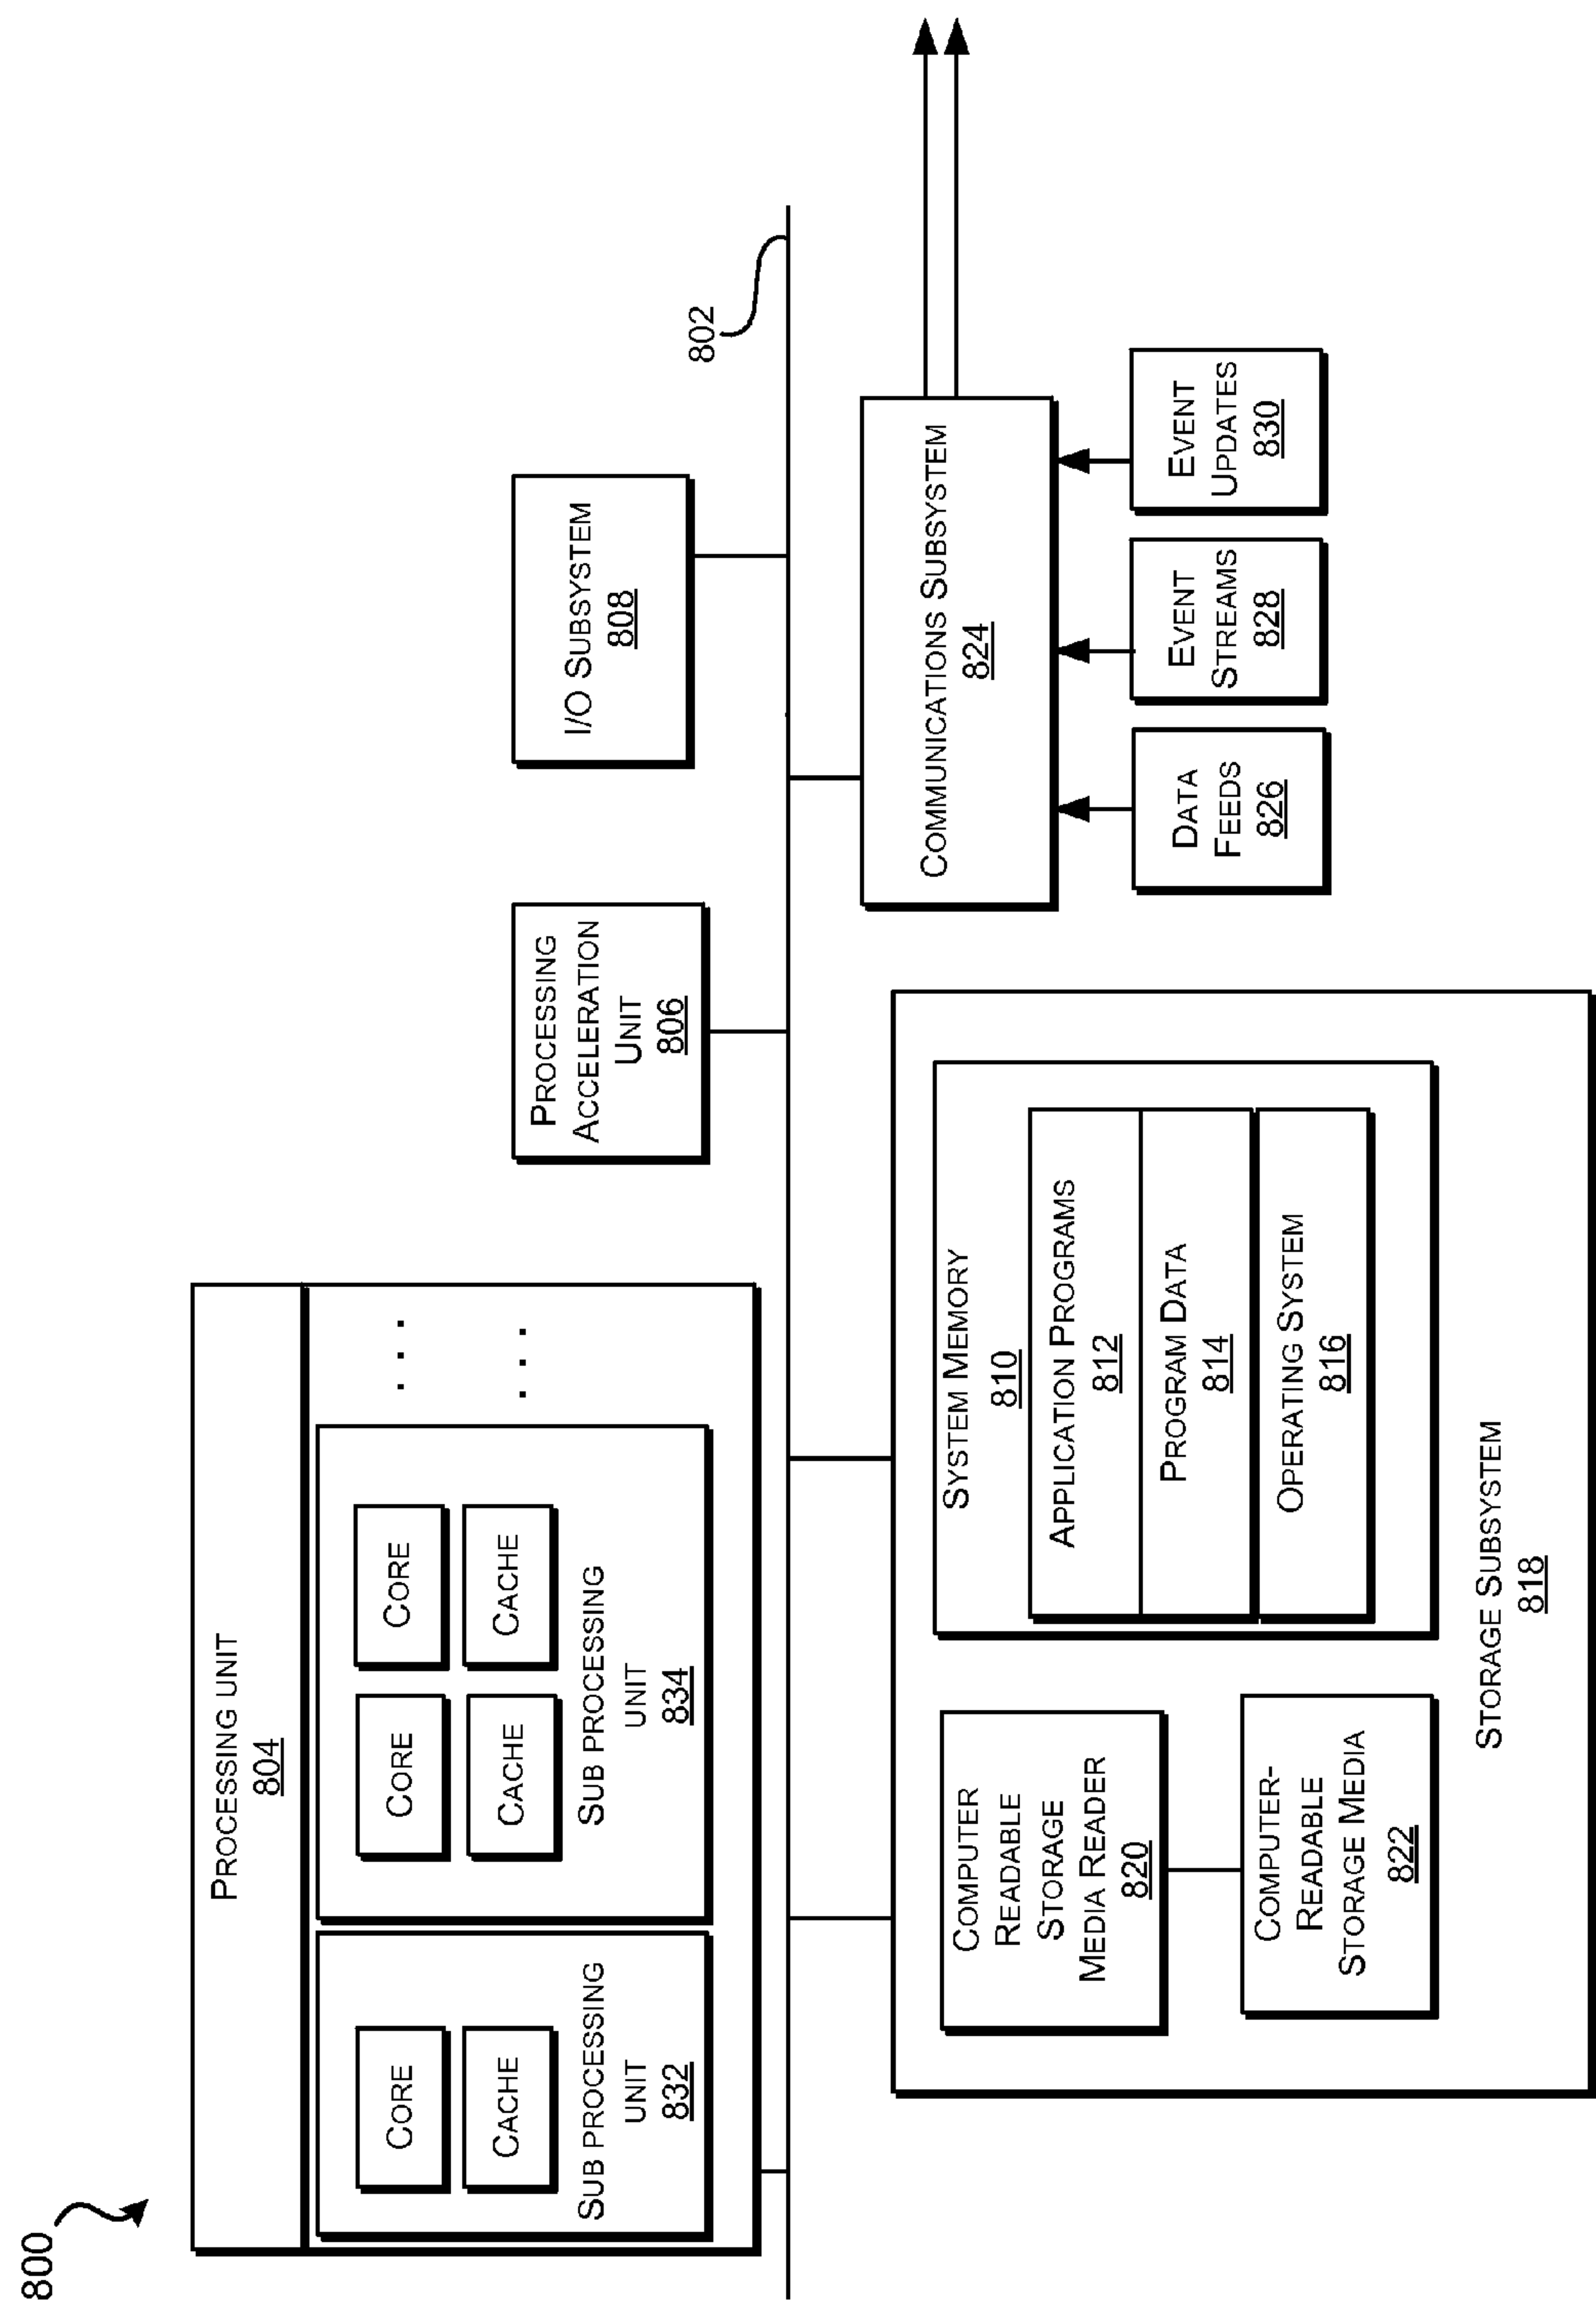 800
PROCESSING UNIT
804
CORE
CACHE
SUB PROCESSING
UNIT
832
CORE
CORE
CACHE
CACHE
SUB PROCESSING
UNIT
834
. . .
. . .
PROCESSING
ACCELERATION
UNIT
806
I/O SUBSYSTEM
808
802
COMPUTER
READABLE
STORAGE
MEDIA READER
820
COMPUTER-
READABLE
STORAGE MEDIA
822
SYSTEM MEMORY
810
APPLICATION PROGRAMS
812
PROGRAM DATA
814
OPERATING SYSTEM
816
STORAGE SUBSYSTEM
818
COMMUNICATIONS SUBSYSTEM
824
DATA
FEEDS
826
EVENT
STREAMS
828
EVENT
UPDATES
830